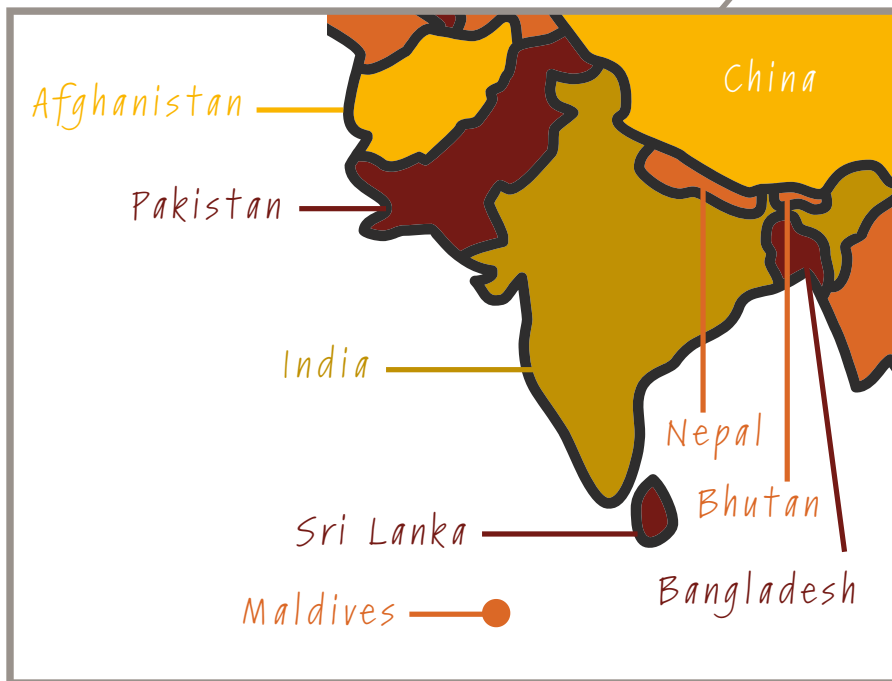 China
Afghanistan
Pakistan
India
Nepal
Bhutan
Sri Lanka
Bangladesh
Maldives